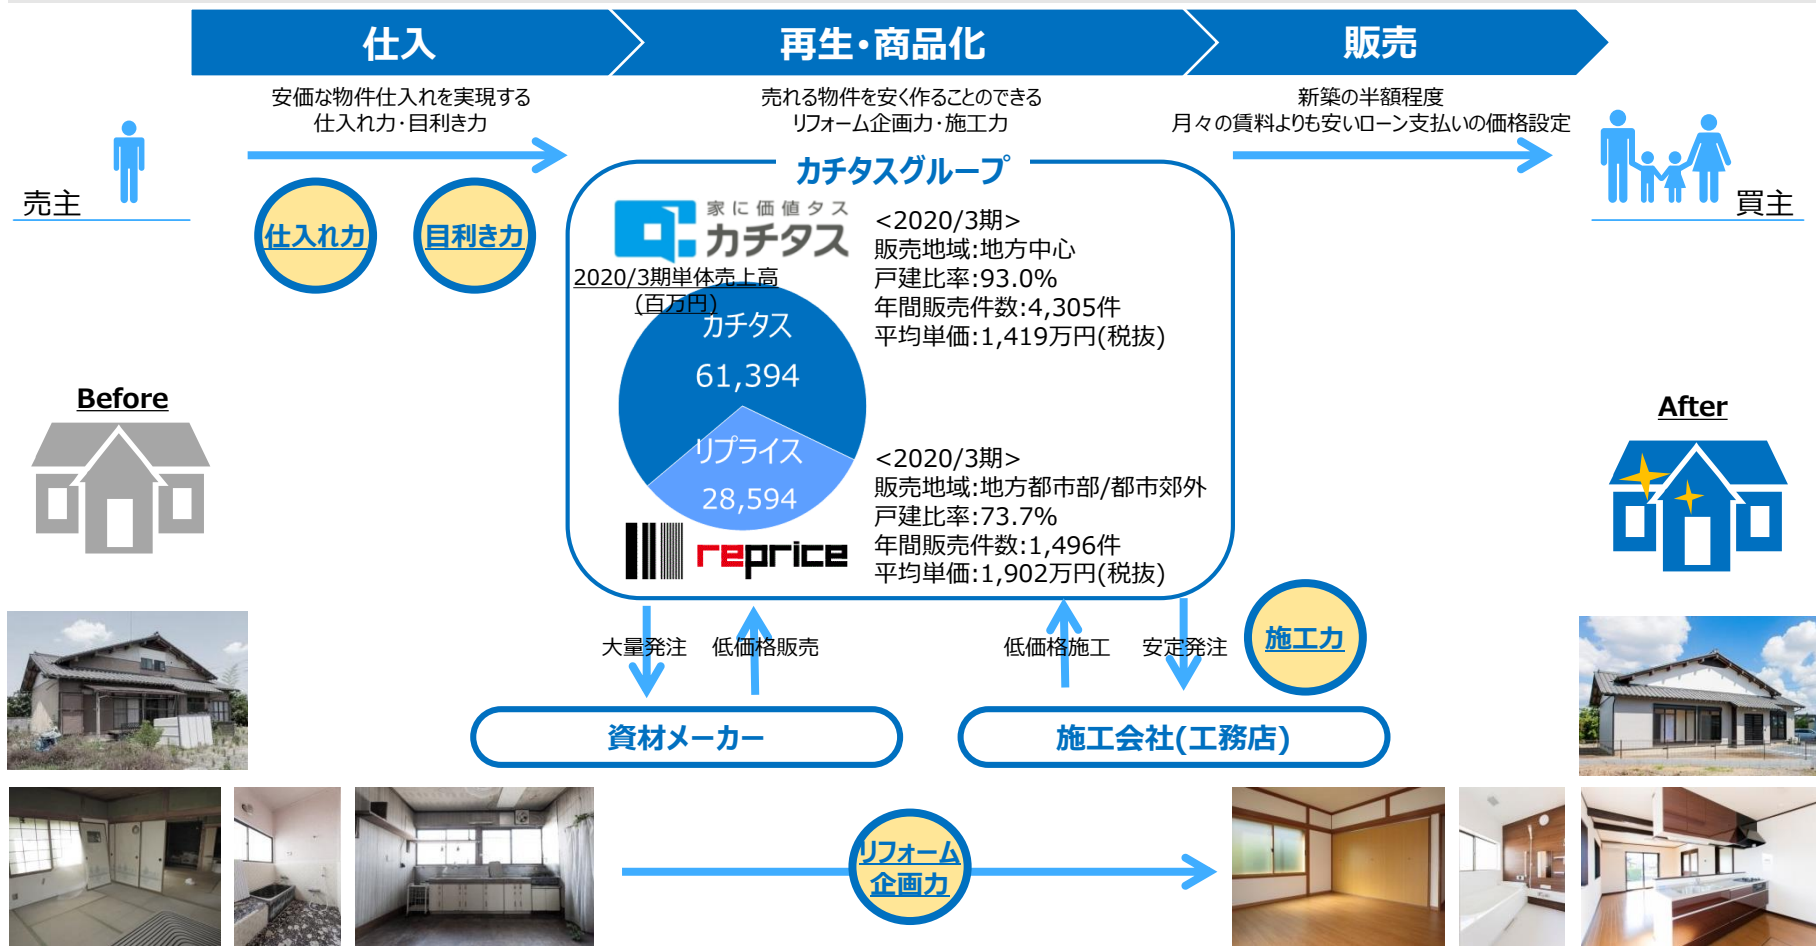 仕入
再生・商品化
販売
安価な物件仕入れを実現する
仕入れ力・目利き力
売れる物件を安く作ることのできる
リフォーム企画力・施工力
新築の半額程度
月々の賃料よりも安いローン支払いの価格設定
売主
仕入れ力
目利き力
カチタスグループ
家に価値タス
カチタス
<2020/3期>
販売地域:地方中心
戸建比率:93.0%
年間販売件数:4,305件
平均単価:1,419万円(税抜)
買主
2020/3期単体売上高
(百万円)
カチタス
61,394
リプライス
28,594
reprice
<2020/3期>
販売地域:地方都市部/都市郊外
戸建比率:73.7%
年間販売件数:1,496件
平均単価:1,902万円(税抜)
Before
After
大量発注
低価格販売
低価格施工
安定発注
施工力
資材メーカー
施工会社(工務店)
リフォーム
企画力